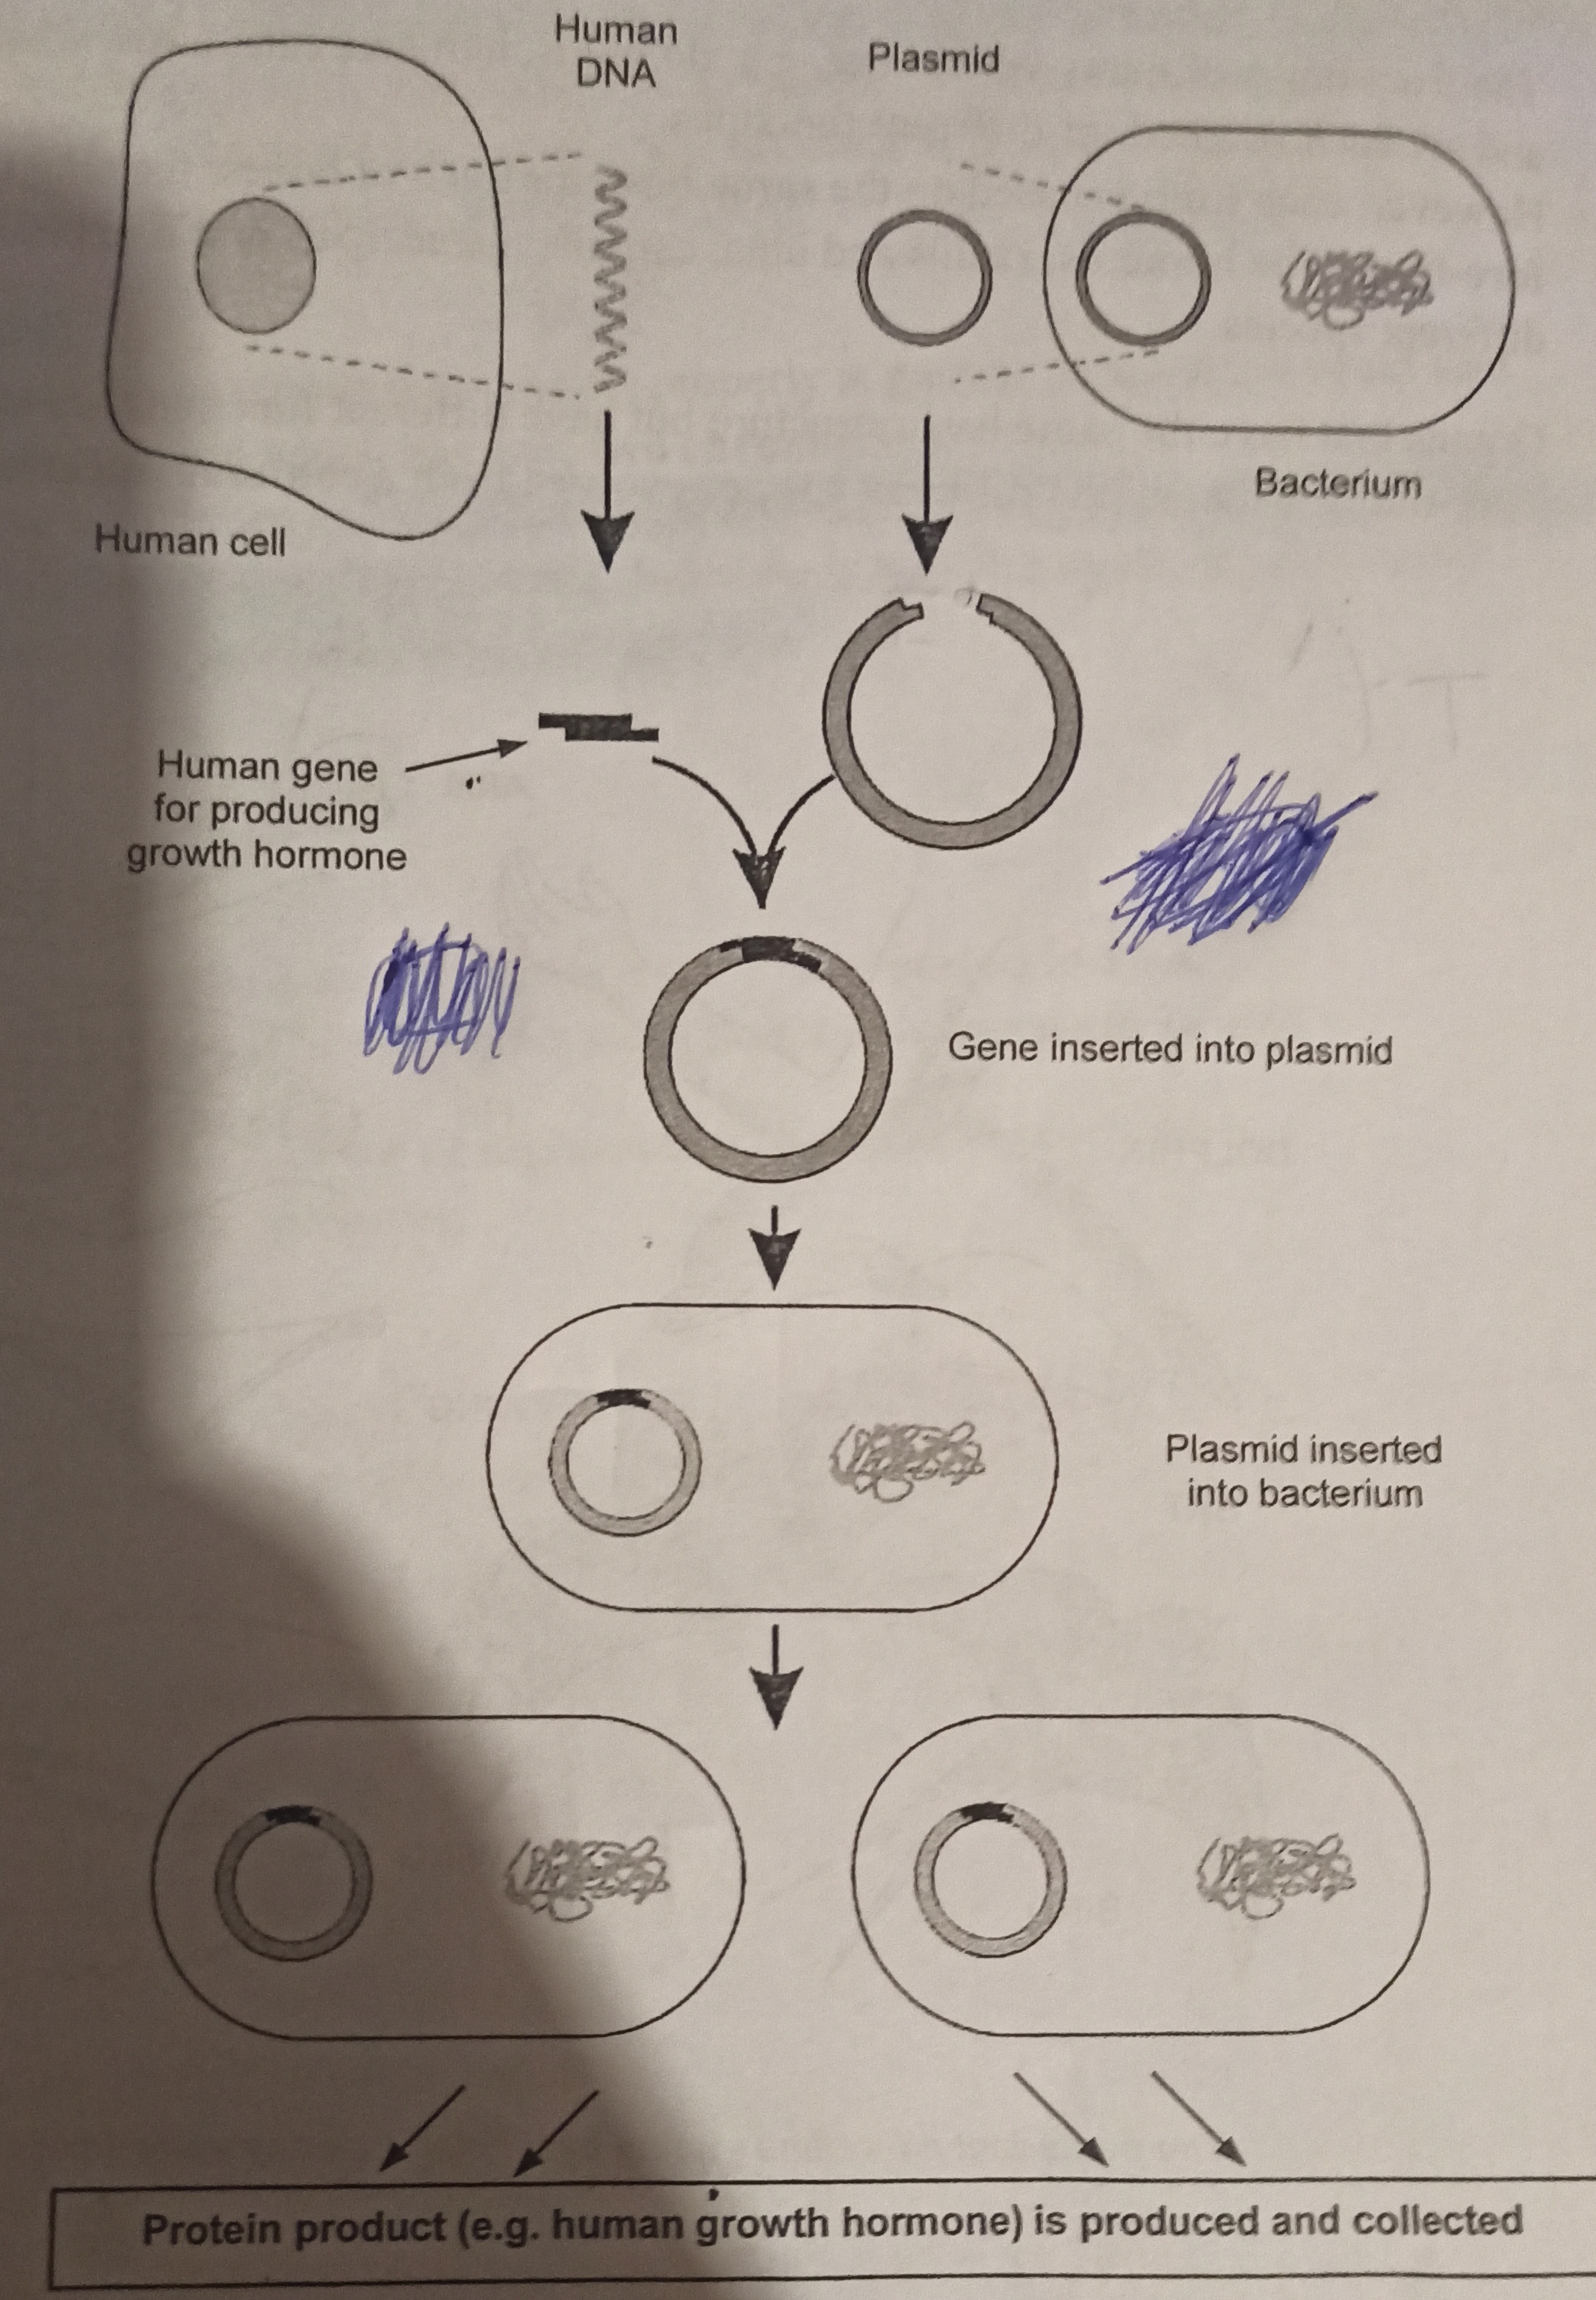 Human
DNA
Plasmid
Bacterium
Human cell
Human gene
for producing
growth hormone
Gene inserted into plasmid
Plasmid inserted
into bacterium
Protein product (e.g. human growth hormone) is produced and collected